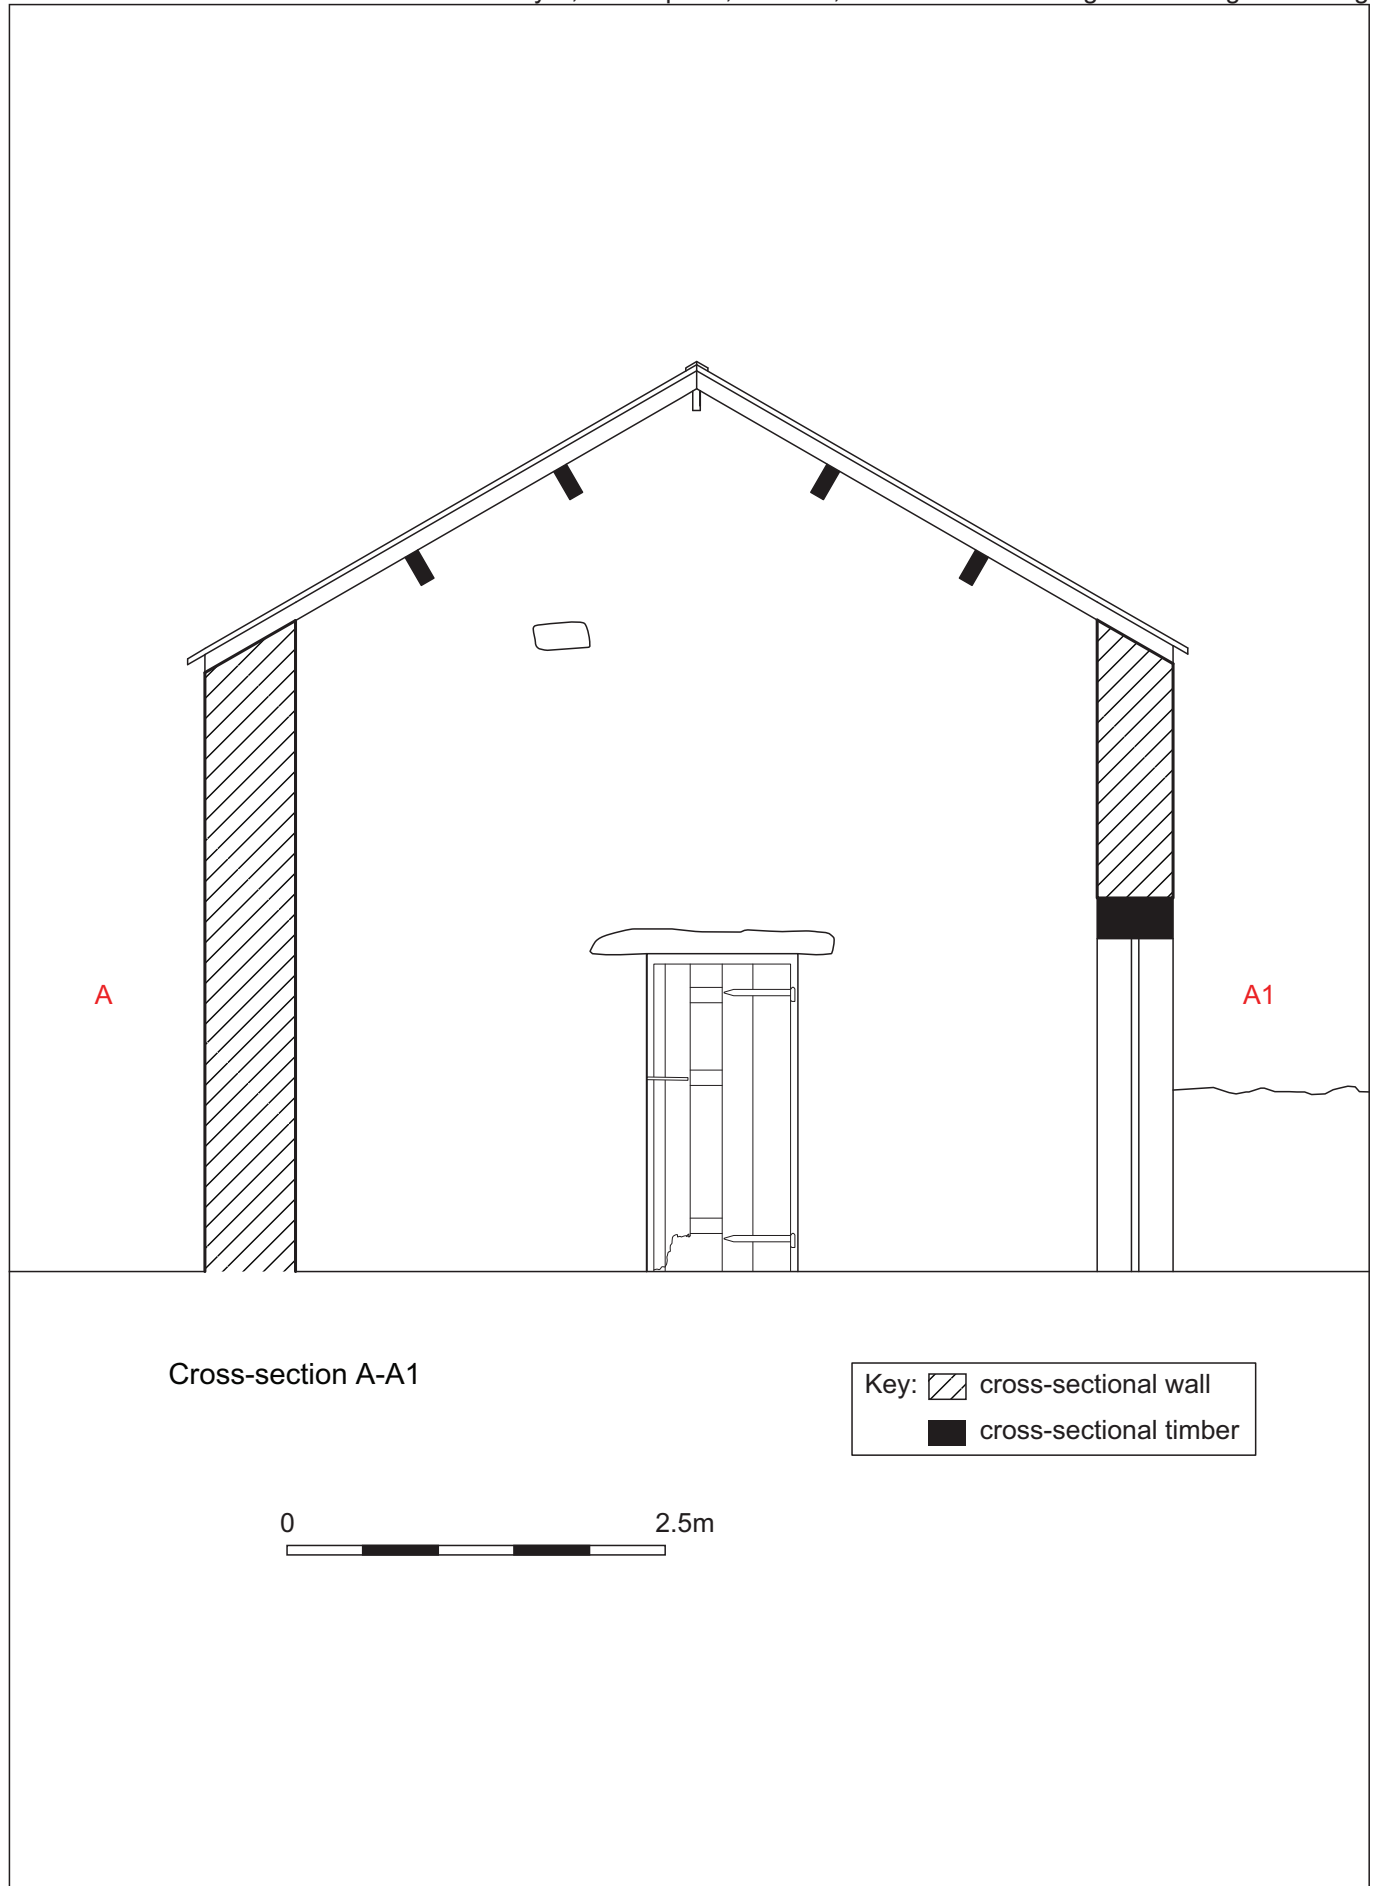 A
A1
Cross-section A-A1
Key: cross-sectional wall
cross-sectional timber
0 2.5m